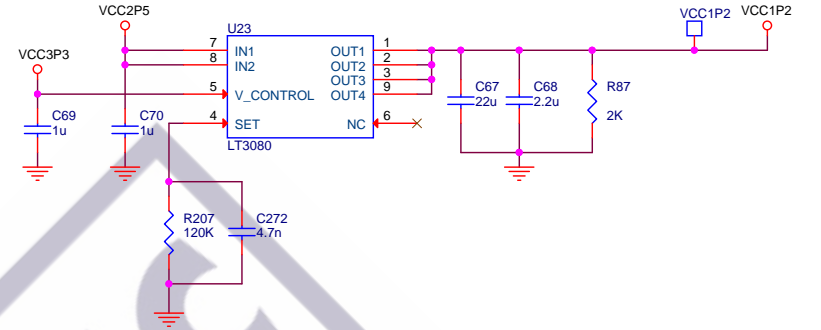 VCC2P5
VCC3P3
U23
VCC1P2
VCC1P2
7
IN1
OUT1
1
8
IN2
OUT2
2
OUT3
3
5
V_CONTROL
OUT4
9
4
SET
NC
6
LT3080
C69
1u
C70
1u
C67
22u
C68
2.2u
R87
2K
R207
120K
C272
4.7n